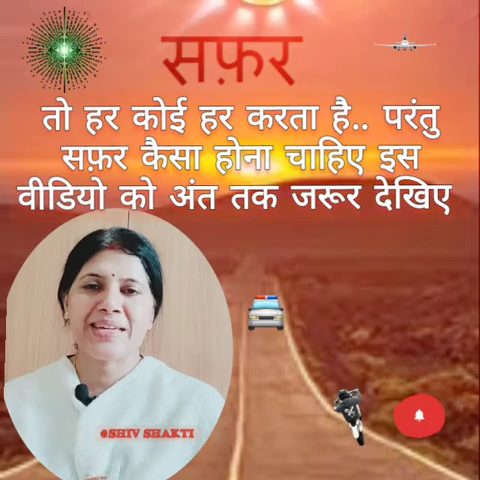 सफ़र
तो हर कोई हर करता है.. परंतु
सफ़र कैसा होना चाहिए इस
वीडियो को अंत तक जरूर देखिए
@SHIV SHAKTI